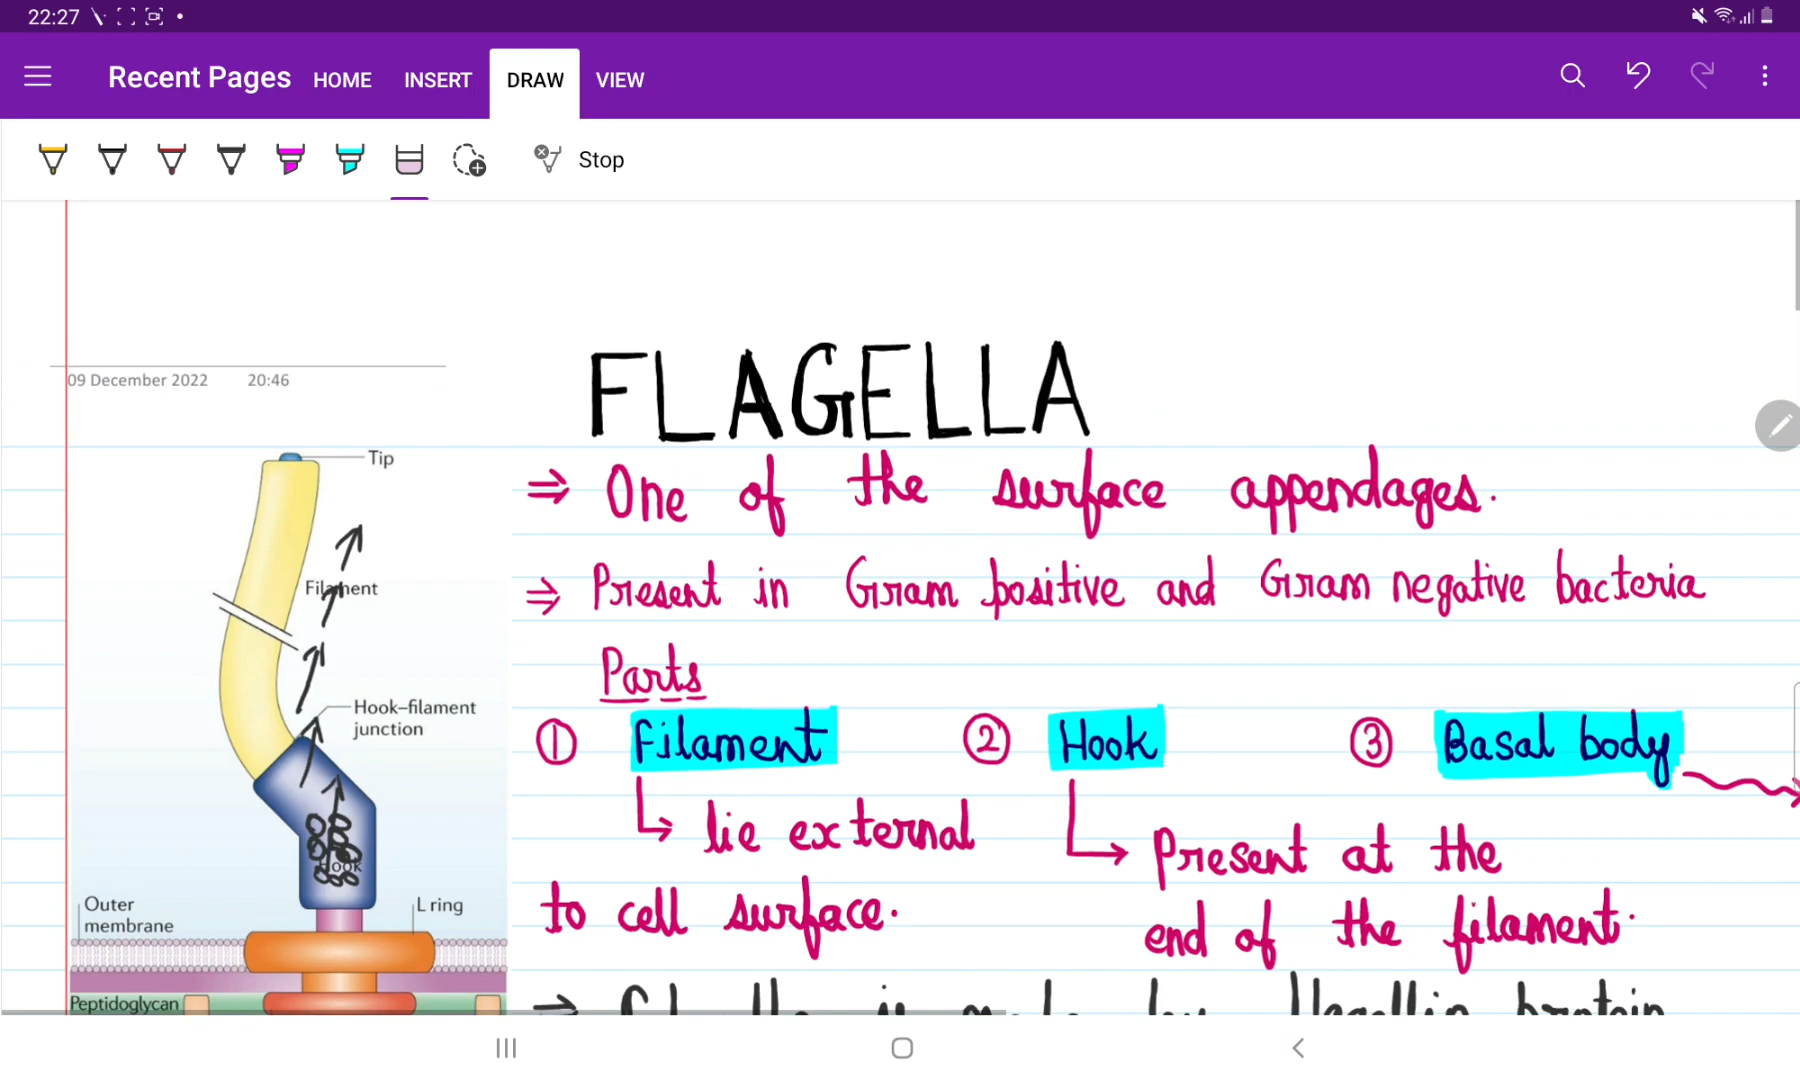 22:27
Recent Pages HOME INSERT DRAW VIEW
Stop
FLAGELLA
09 December 2022 20:46
Tip
⇒ One of the surface appendages.
Filament
⇒ Present in Gram positive and Gram negative bacteria
Parts
Hook–filament
junction
① Filament ② Hook ③ Basal body
↳ lie external
to cell surface.
↳ Present at the
end of the filament.
Hook
Outer
membrane
L ring
Peptidoglycan